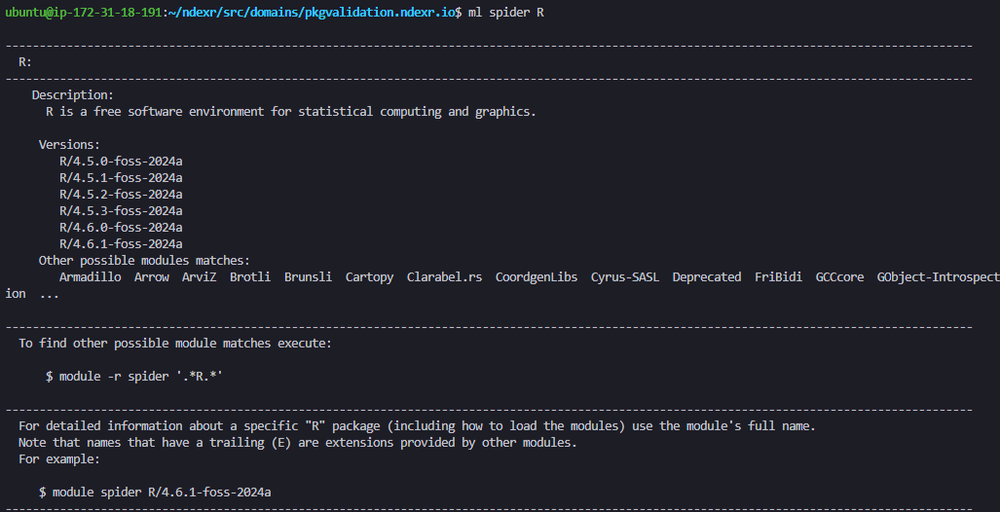 ubuntu@ip-172-31-18-191:~/ndexr/src/domains/pkgvalidation.ndexr.io$ ml spider R
---------------------------------------------------------------------------------------------------------------------------------------------
R:
---------------------------------------------------------------------------------------------------------------------------------------------
Description:
R is a free software environment for statistical computing and graphics.
Versions:
R/4.5.0-foss-2024a
R/4.5.1-foss-2024a
R/4.5.2-foss-2024a
R/4.5.3-foss-2024a
R/4.6.0-foss-2024a
R/4.6.1-foss-2024a
Other possible modules matches:
Armadillo  Arrow  ArviZ  Brotli  Brunsli  Cartopy  Clarabel.rs  CoordgenLibs  Cyrus-SASL  Deprecated  FriBidi  GCCcore  GObject-Introspect
ion  ...
---------------------------------------------------------------------------------------------------------------------------------------------
To find other possible module matches execute:
$ module -r spider '.*R.*'
---------------------------------------------------------------------------------------------------------------------------------------------
For detailed information about a specific "R" package (including how to load the modules) use the module's full name.
Note that names that have a trailing (E) are extensions provided by other modules.
For example:
$ module spider R/4.6.1-foss-2024a
---------------------------------------------------------------------------------------------------------------------------------------------